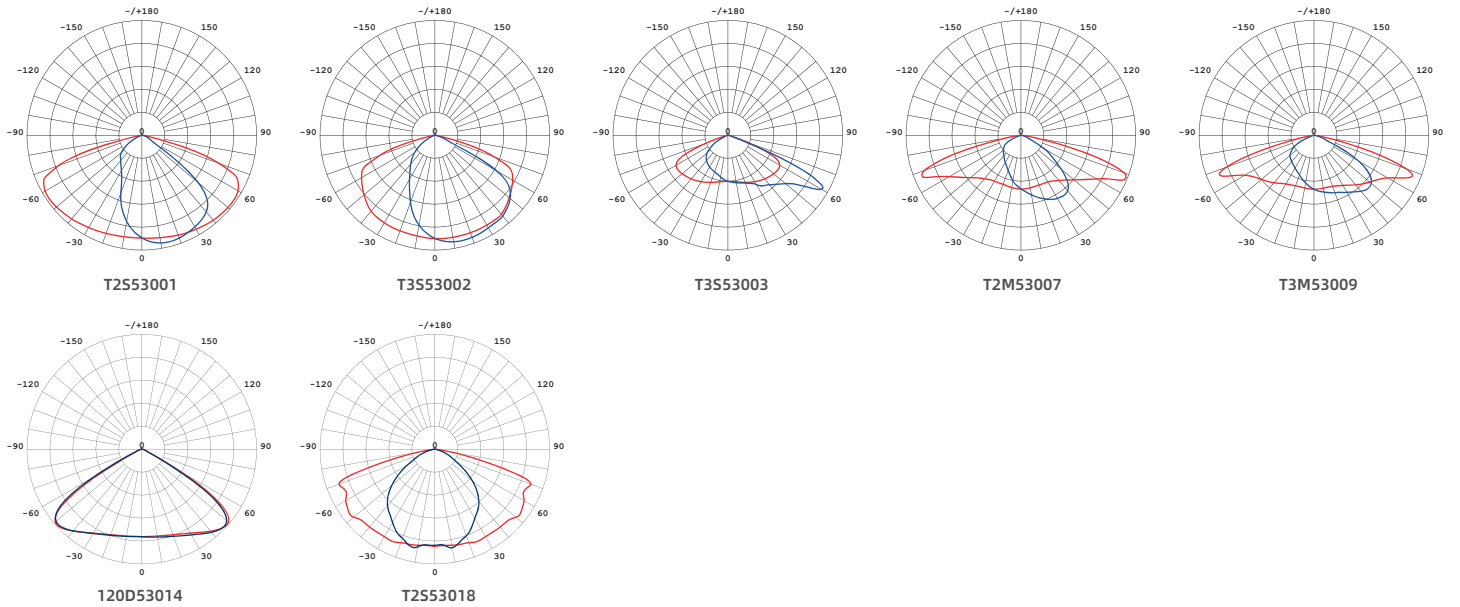 -/+180 -/+180 -/+180 -/+180 -/+180
-150 150 -150 150 -150 150 -150 150 -150 150
-120 120 -120 120 -120 120 -120 120 -120 120
-90 0 90 -90 0 90 -90 0 90 -90 0 90 -90 0 90
-60 60 -60 60 -60 60 -60 60 -60 60
-30 30 -30 30 -30 30 -30 30 -30 30
0 0 0 0 0
T2S53001 T3S53002 T3S53003 T2M53007 T3M53009
-/+180 -/+180
-150 150 -150 150
-120 120 -120 120
-90 0 90 -90 0 90
-60 60 -60 60
-30 30 -30 30
0 0
120D53014 T2S53018